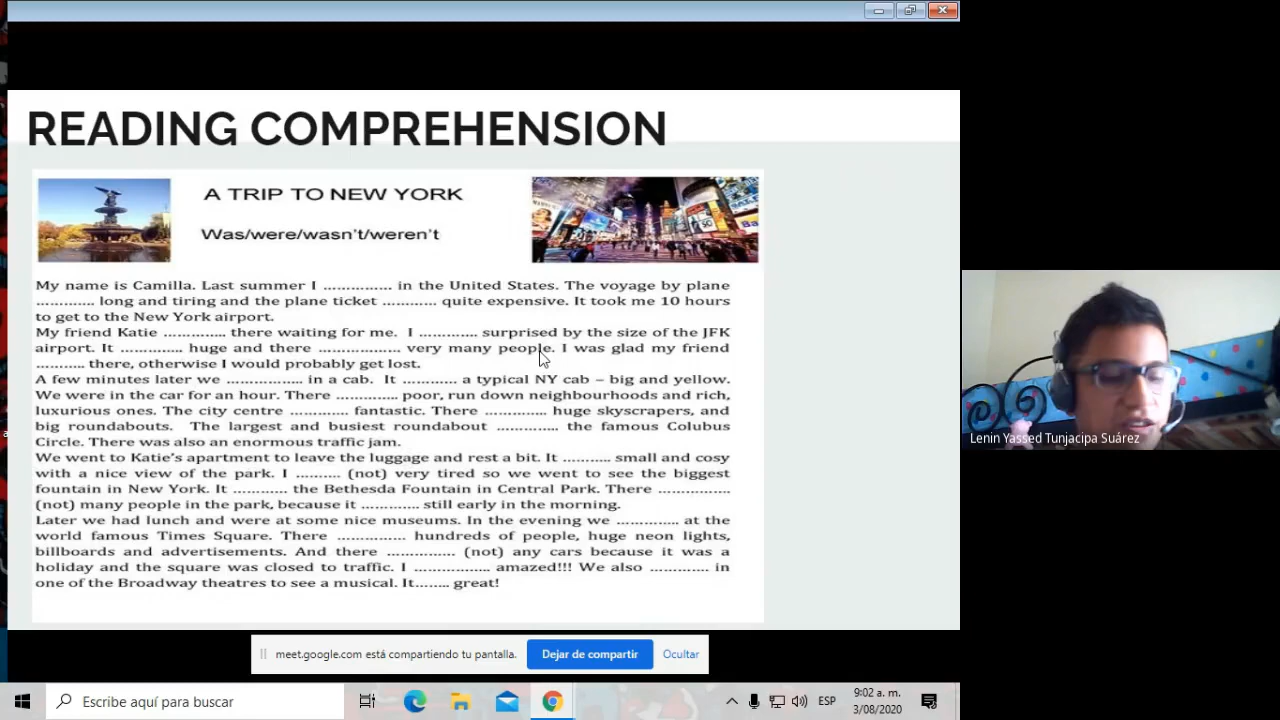 READING COMPREHENSION
A TRIP TO NEW YORK
Was/were/wasn't/weren't
My name is Camilla. Last summer I …………… in the United States. The voyage by plane
………… long and tiring and the plane ticket ………… quite expensive. It took me 10 hours
to get to the New York airport.
My friend Katie ………….. there waiting for me. I …………. surprised by the size of the JFK
airport. It ………….. huge and there ………………. very many people. I was glad my friend
………. there, otherwise I would probably get lost.
A few minutes later we …………….. in a cab. It ………… a typical NY cab – big and yellow.
We were in the car for an hour. There …………. poor, run down neighbourhoods and rich,
luxurious ones. The city centre ………… fantastic. There ………….. huge skyscrapers, and
big roundabouts. The largest and busiest roundabout ………….. the famous Colubus
Circle. There was also an enormous traffic jam.
We went to Katie's apartment to leave the luggage and rest a bit. It ………. small and cosy
with a nice view of the park. I ……… (not) very tired so we went to see the biggest
fountain in New York. It ………… the Bethesda Fountain in Central Park. There …………….
(not) many people in the park, because it …………. still early in the morning.
Later we had lunch and were at some nice museums. In the evening we ………….. at the
world famous Times Square. There ………….. hundreds of people, huge neon lights,
billboards and advertisements. And there …………… (not) any cars because it was a
holiday and the square was closed to traffic. I ……………. amazed!!! We also ………… in
one of the Broadway theatres to see a musical. It…….. great!
Lenin Yassed Tunjacipa Suárez
meet.google.com está compartiendo tu pantalla.
Dejar de compartir
Ocultar
Escribe aquí para buscar
ESP
9:02 a. m.
3/08/2020